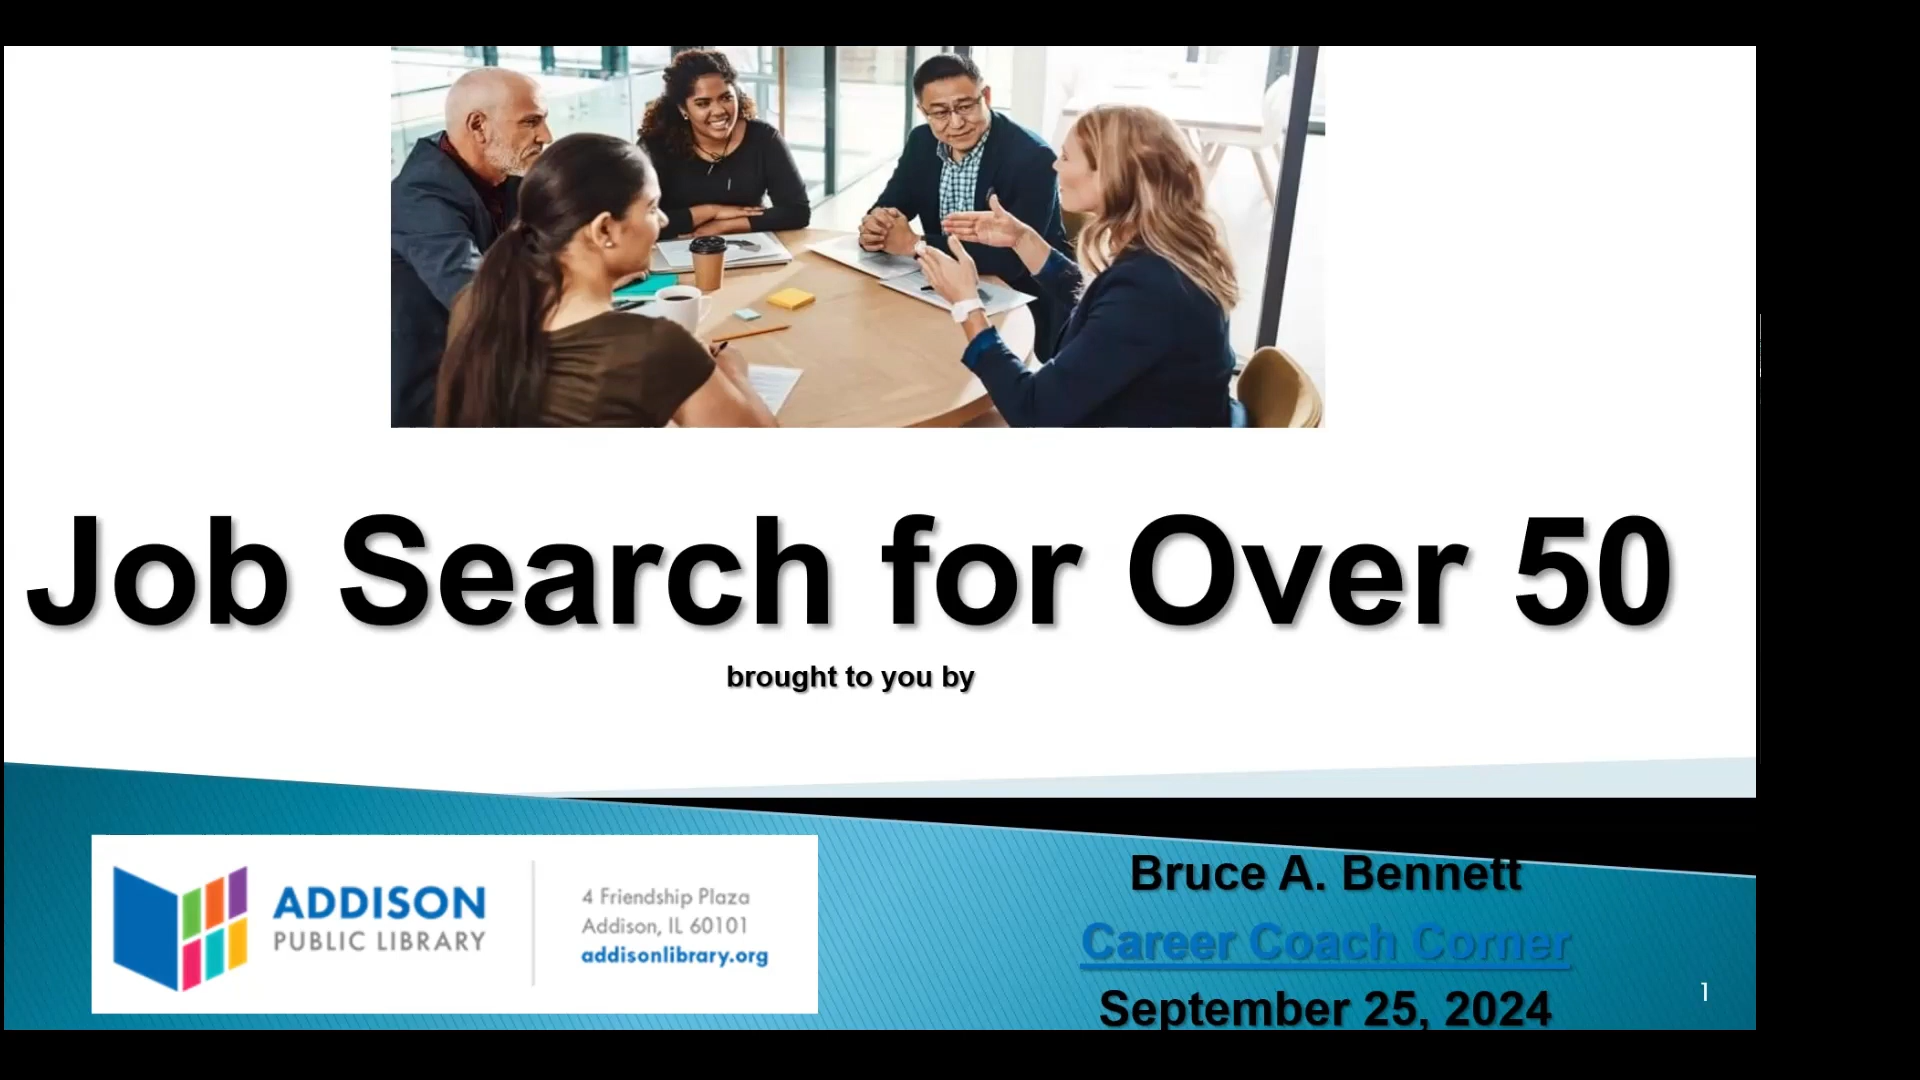 Job Search for Over 50
brought to you by
ADDISON
PUBLIC LIBRARY
4 Friendship Plaza
Addison, IL 60101
addisonlibrary.org
Bruce A. Bennett
Career Coach Corner
September 25, 2024
1